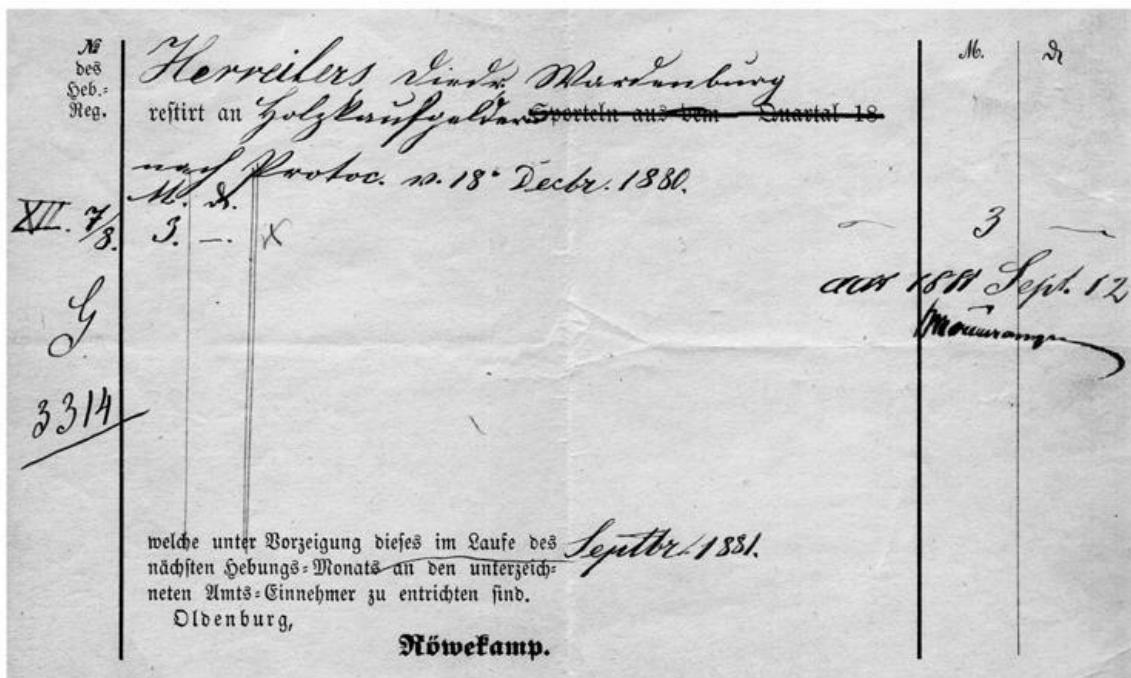 №
des
Heb.=
Reg.
M. ₰
Herreilers Diedr. Wardenburg
restirt an Holzkaufgelder Sporteln aus dem Quartal 18
nach Protoc. v. 18. Decbr. 1880.
M. ₰.
XII. 7/8. 3. —. X — 3 —
1881 Sept. 12
G
3314
welche unter Vorzeigung dieses im Laufe des Septbr. 1881.
nächsten Hebungs=Monats an den unterzeich=
neten Amts=Einnehmer zu entrichten sind.
Oldenburg,
Röwekamp.